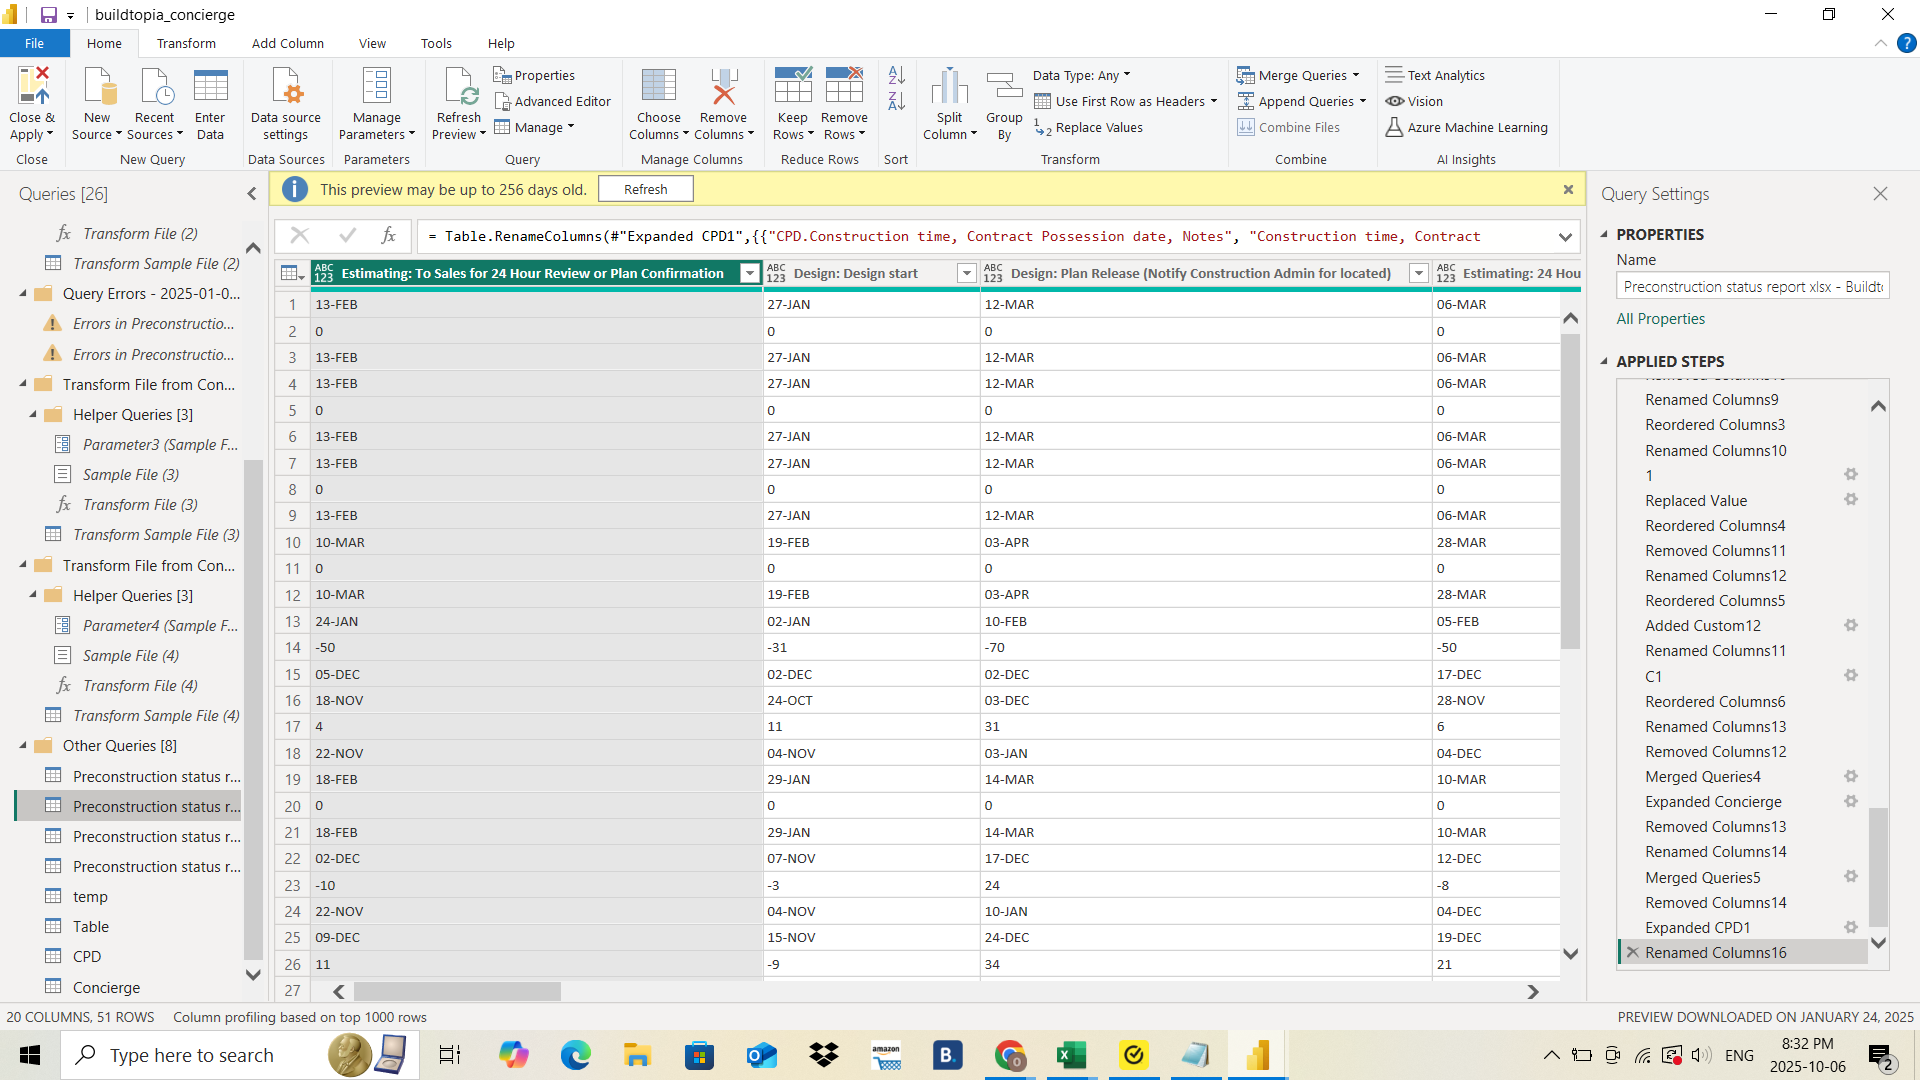 buildtopia_concierge
File
Home
Transform
Add Column
View
Tools
Help
Close & Apply
New Source
Recent Sources
Enter Data
Data source settings
Manage Parameters
Refresh Preview
Properties
Advanced Editor
Manage
Choose Columns
Remove Columns
Keep Rows
Remove Rows
Split Column
Group By
Data Type: Any
Use First Row as Headers
Replace Values
Merge Queries
Append Queries
Combine Files
Text Analytics
Vision
Azure Machine Learning
Close
New Query
Data Sources
Parameters
Query
Manage Columns
Reduce Rows
Sort
Transform
Combine
AI Insights
Queries [26]
This preview may be up to 256 days old.
Refresh
fx
= Table.RenameColumns(#"Expanded CPD1",{{"CPD.Construction time, Contract Possession date, Notes", "Construction time, Contract
fx Transform File (2)
Transform Sample File (2)
Query Errors - 2025-01-0...
Errors in Preconstructio...
Errors in Preconstructio...
Transform File from Con...
Helper Queries [3]
Parameter3 (Sample F...
Sample File (3)
fx Transform File (3)
Transform Sample File (3)
Transform File from Con...
Helper Queries [3]
Parameter4 (Sample F...
Sample File (4)
fx Transform File (4)
Transform Sample File (4)
Other Queries [8]
Preconstruction status r...
Preconstruction status r...
Preconstruction status r...
Preconstruction status r...
temp
Table
CPD
Concierge
ABC 123 Estimating: To Sales for 24 Hour Review or Plan Confirmation ABC 123 Design: Design start ABC 123 Design: Plan Release (Notify Construction Admin for located) ABC 123 Estimating: 24 Hou
1 13-FEB 27-JAN 12-MAR 06-MAR
2 0 0 0 0
3 13-FEB 27-JAN 12-MAR 06-MAR
4 13-FEB 27-JAN 12-MAR 06-MAR
5 0 0 0 0
6 13-FEB 27-JAN 12-MAR 06-MAR
7 13-FEB 27-JAN 12-MAR 06-MAR
8 0 0 0 0
9 13-FEB 27-JAN 12-MAR 06-MAR
10 10-MAR 19-FEB 03-APR 28-MAR
11 0 0 0 0
12 10-MAR 19-FEB 03-APR 28-MAR
13 24-JAN 02-JAN 10-FEB 05-FEB
14 -50 -31 -70 -50
15 05-DEC 02-DEC 02-DEC 17-DEC
16 18-NOV 24-OCT 03-DEC 28-NOV
17 4 11 31 6
18 22-NOV 04-NOV 03-JAN 04-DEC
19 18-FEB 29-JAN 14-MAR 10-MAR
20 0 0 0 0
21 18-FEB 29-JAN 14-MAR 10-MAR
22 02-DEC 07-NOV 17-DEC 12-DEC
23 -10 -3 24 -8
24 22-NOV 04-NOV 10-JAN 04-DEC
25 09-DEC 15-NOV 24-DEC 19-DEC
26 11 -9 34 21
27
Query Settings
PROPERTIES
Name
Preconstruction status report xlsx - Buildt
All Properties
APPLIED STEPS
Renamed Columns9
Reordered Columns3
Renamed Columns10
1
Replaced Value
Reordered Columns4
Removed Columns11
Renamed Columns12
Reordered Columns5
Added Custom12
Renamed Columns11
C1
Reordered Columns6
Renamed Columns13
Removed Columns12
Merged Queries4
Expanded Concierge
Removed Columns13
Renamed Columns14
Merged Queries5
Removed Columns14
Expanded CPD1
Renamed Columns16
20 COLUMNS, 51 ROWS
Column profiling based on top 1000 rows
PREVIEW DOWNLOADED ON JANUARY 24, 2025
Type here to search
amazon
B.
ENG
8:32 PM
2025-10-06
2